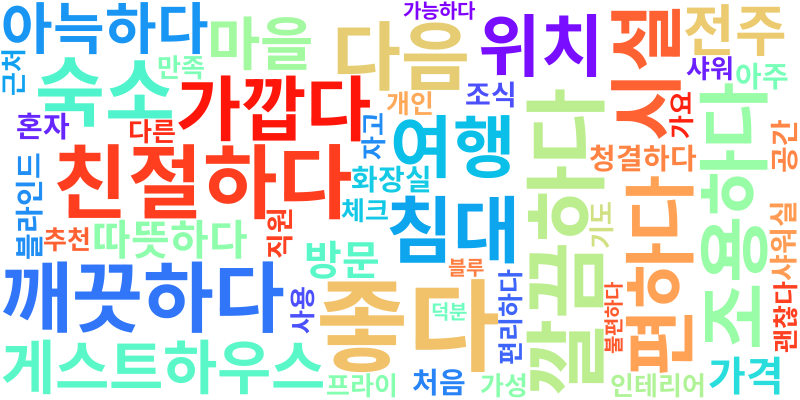 아늑하다
마을
다음
가능하다
위치
시설
전주
근처
만족
숙소
가깝다
개인
조식
샤워
아주
혼자
다른
자고
여행
가요
깔끔하다
조용하다
공간
친절하다
화장실
청결하다
블라인드
추천
따뜻하다
직원
체크
침대
기도
편하다
샤워실
방문
블루
깨끗하다
사용
좋다
덕분
편리하다
불편하다
괜찮다
게스트하우스
프라이
처음
가성
인테리어
가격